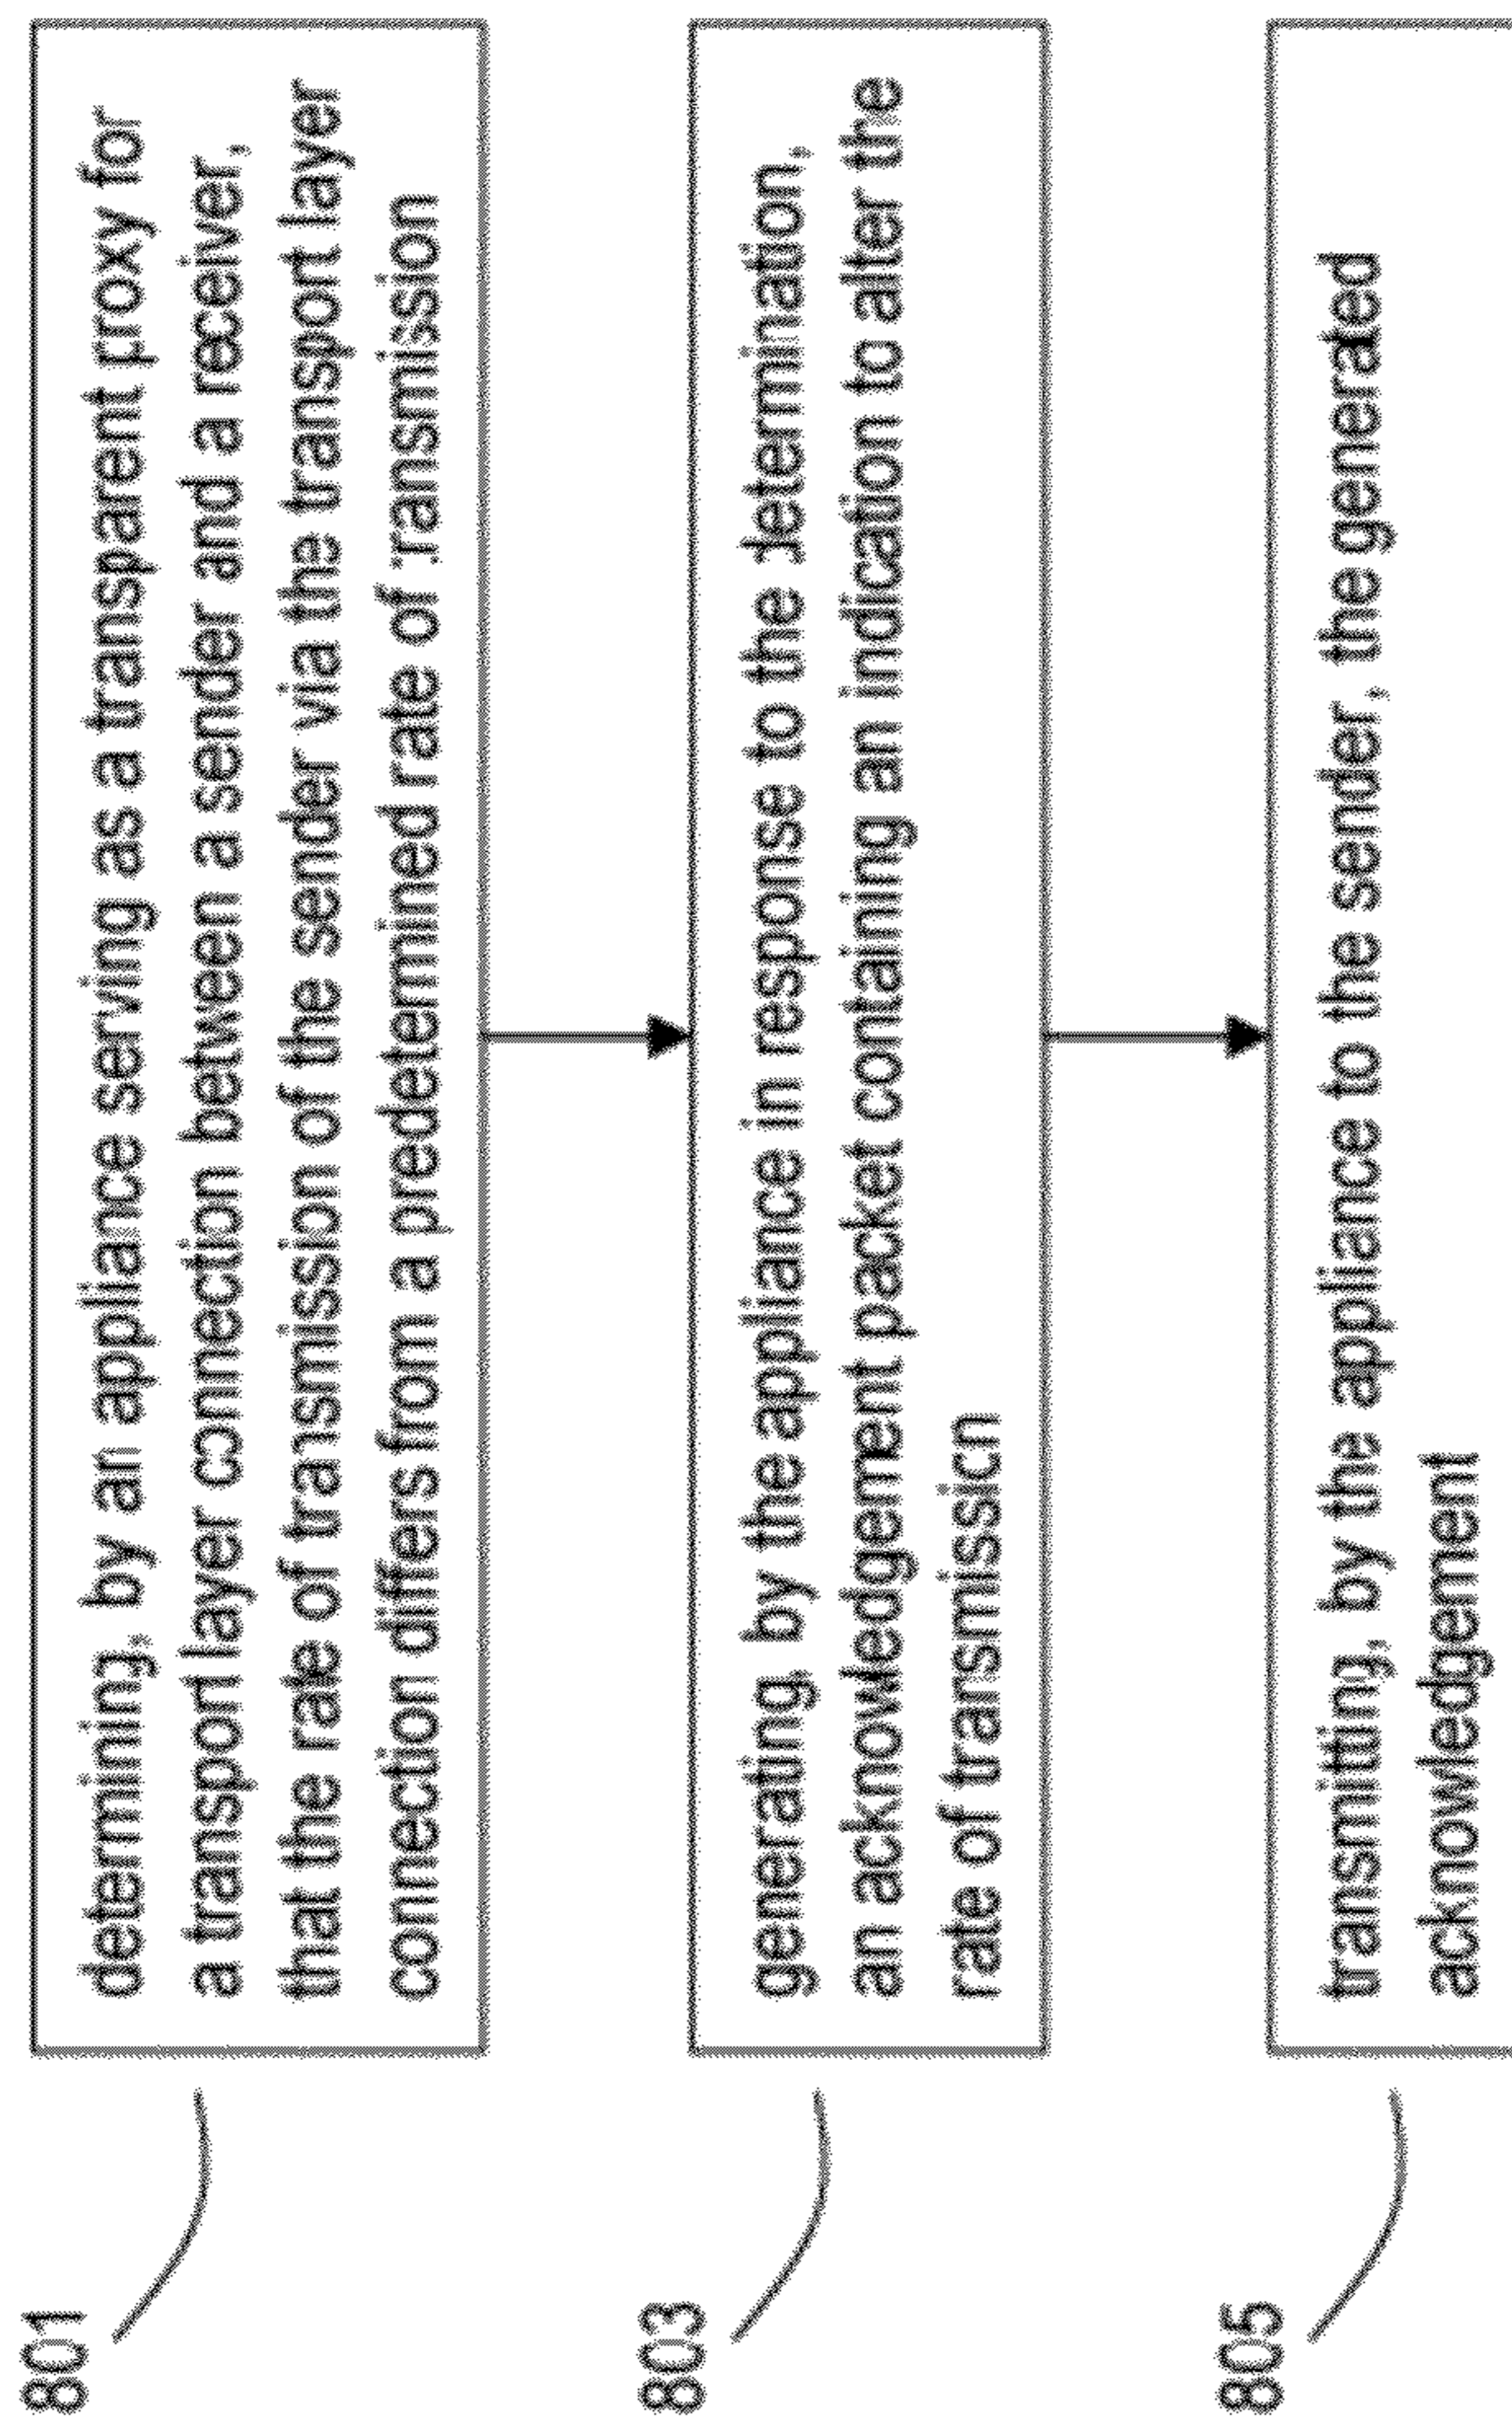 801
determining, by an appliance serving as a transparent proxy for
a transport layer connection between a sender and a receiver,
that the rate of transmission of the sender via the transport layer
connection differs from a predetermined rate of transmission
803
generating, by the appliance in response to the determination,
an acknowledgement packet containing an indication to alter the
rate of transmission
805
transmitting, by the appliance to the sender, the generated
acknowledgement